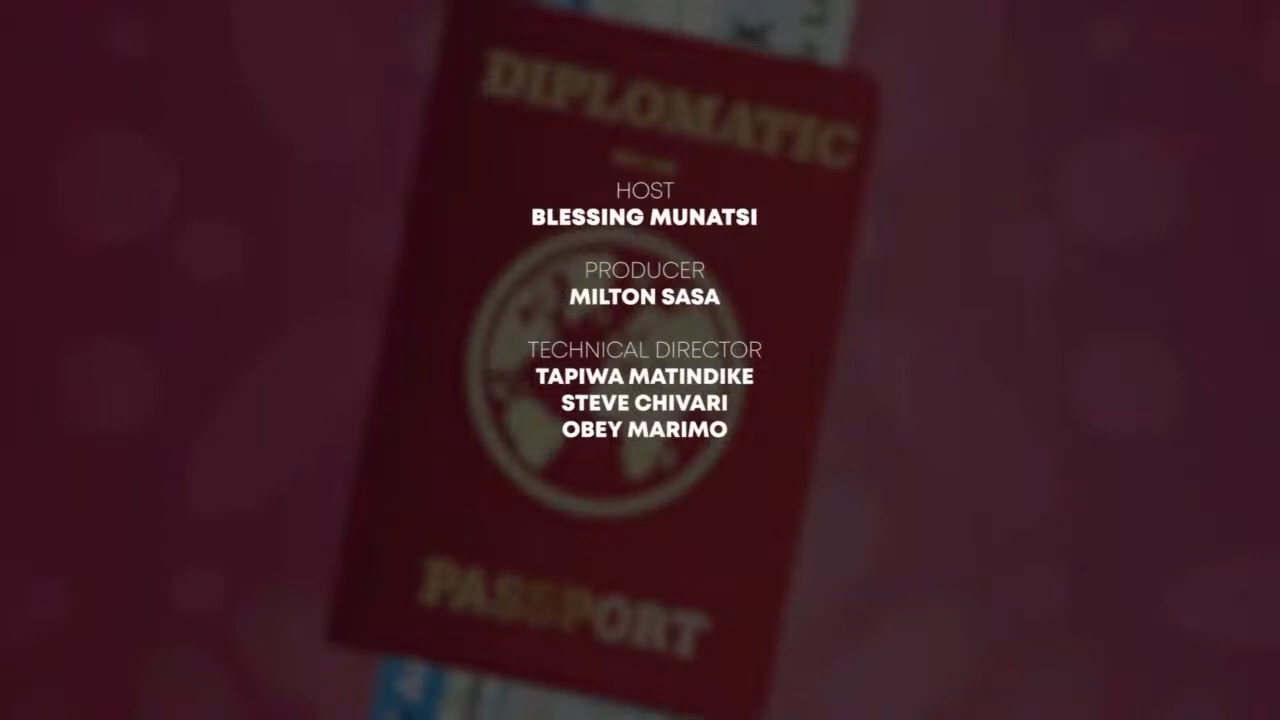 DIPLOMATIC
HOST
BLESSING MUNATSI
PRODUCER
MILTON SASA
TECHNICAL DIRECTOR
TAPIWA MATINDIKE
STEVE CHIVARI
OBEY MARIMO
PASSPORT